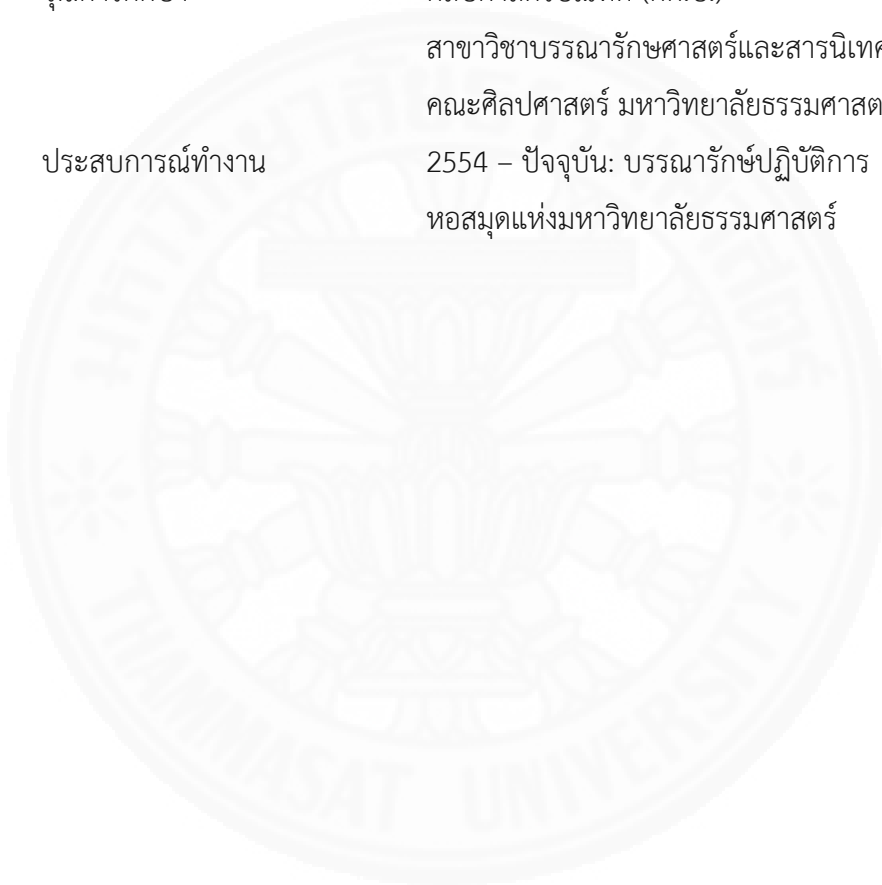 สาขาวิชาบรรณารักษศาสตร์และสารนิเทศ
คณะศิลปศาสตร์ มหาวิทยาลัยธรรมศาสต
ประสบการณ์ทำงาน 2554 – ปัจจุบัน: บรรณารักษ์ปฏิบัติการ
หอสมุดแห่งมหาวิทยาลัยธรรมศาสตร์
THAMMASAT UNIVERSITY